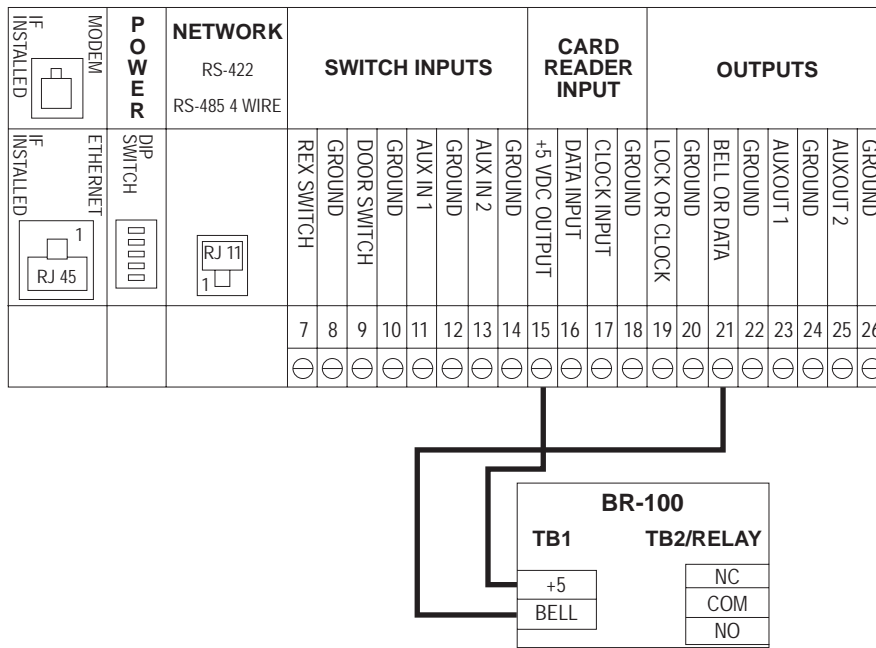 MODEM
IF
INSTALLED
POWER
NETWORK
RS-422
RS-485 4 WIRE
SWITCH INPUTS
CARD
READER
INPUT
OUTPUTS
ETHERNET
IF
INSTALLED
1
RJ 45
DIP
SWITCH
RJ 11
1
REX SWITCH
GROUND
DOOR SWITCH
GROUND
AUX IN 1
GROUND
AUX IN 2
GROUND
+5 VDC OUTPUT
DATA INPUT
CLOCK INPUT
GROUND
LOCK OR CLOCK
GROUND
BELL OR DATA
GROUND
AUXOUT 1
GROUND
AUXOUT 2
GROUND
7 8 9 10 11 12 13 14 15 16 17 18 19 20 21 22 23 24 25 26
BR-100
TB1 TB2/RELAY
+5
BELL
NC
COM
NO